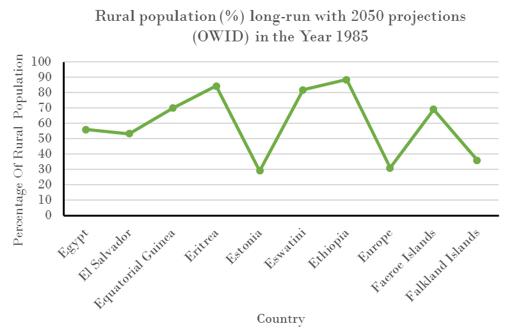 Rural population (%) long-run with 2050 projections
(OWID) in the Year 1985
Percentage Of Rural Population
100
90
80
70
60
50
40
30
20
10
0
Egypt
El Salvador
Equatorial Guinea
Eritrea
Estonia
Eswatini
Ethiopia
Europe
Faeroe Islands
Falkland Islands
Country